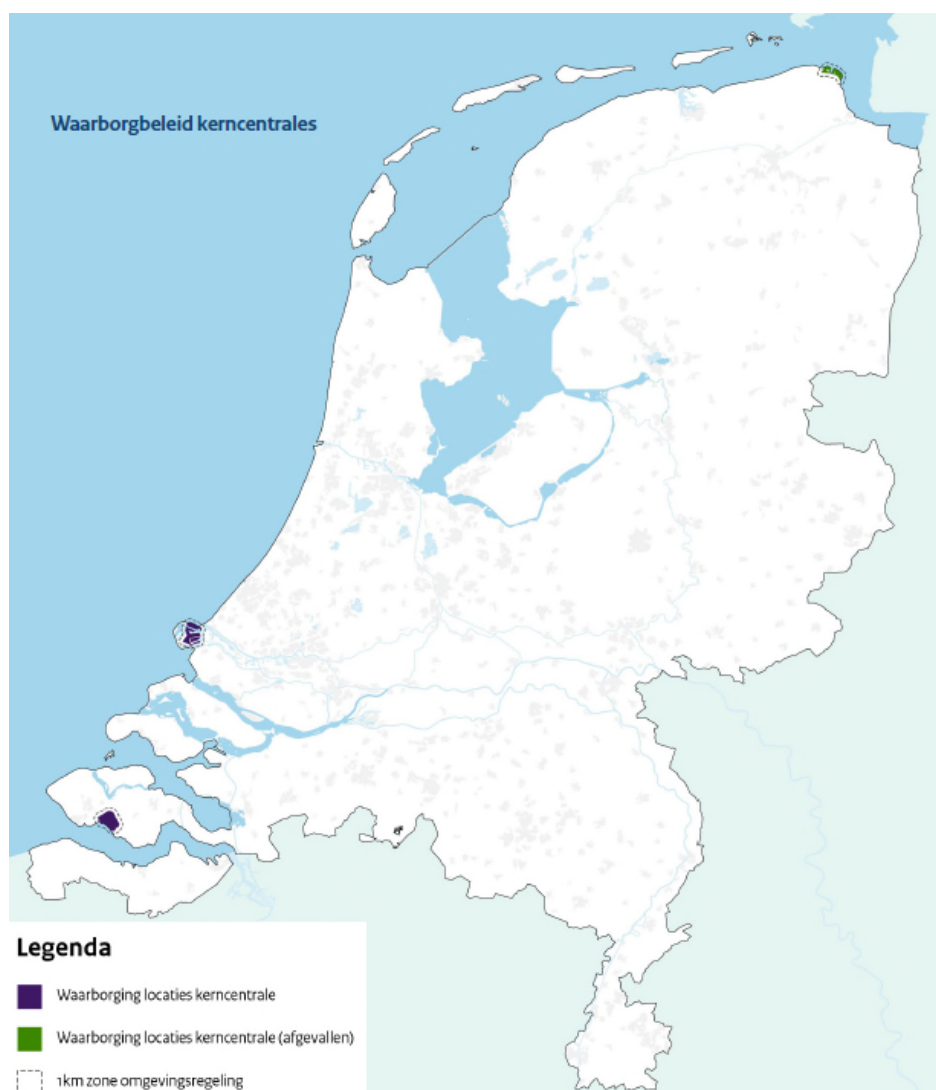 Waarborgbeleid kerncentrales
Legenda
Waarborging locaties kerncentrale
Waarborging locaties kerncentrale (afgevallen)
1km zone omgevingsregeling